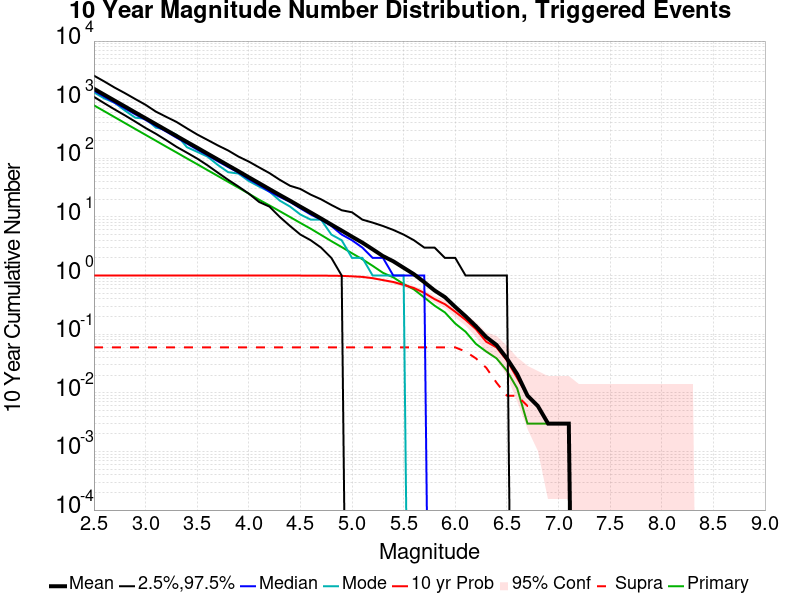 10 Year Magnitude Number Distribution, Triggered Events
10 Year Cumulative Number
10^4
10^3
10^2
10^1
10^0
10^-1
10^-2
10^-3
10^-4
2.5 3.0 3.5 4.0 4.5 5.0 5.5 6.0 6.5 7.0 7.5 8.0 8.5 9.0
Magnitude
Mean 2.5%,97.5% Median Mode 10 yr Prob 95% Conf Supra Primary